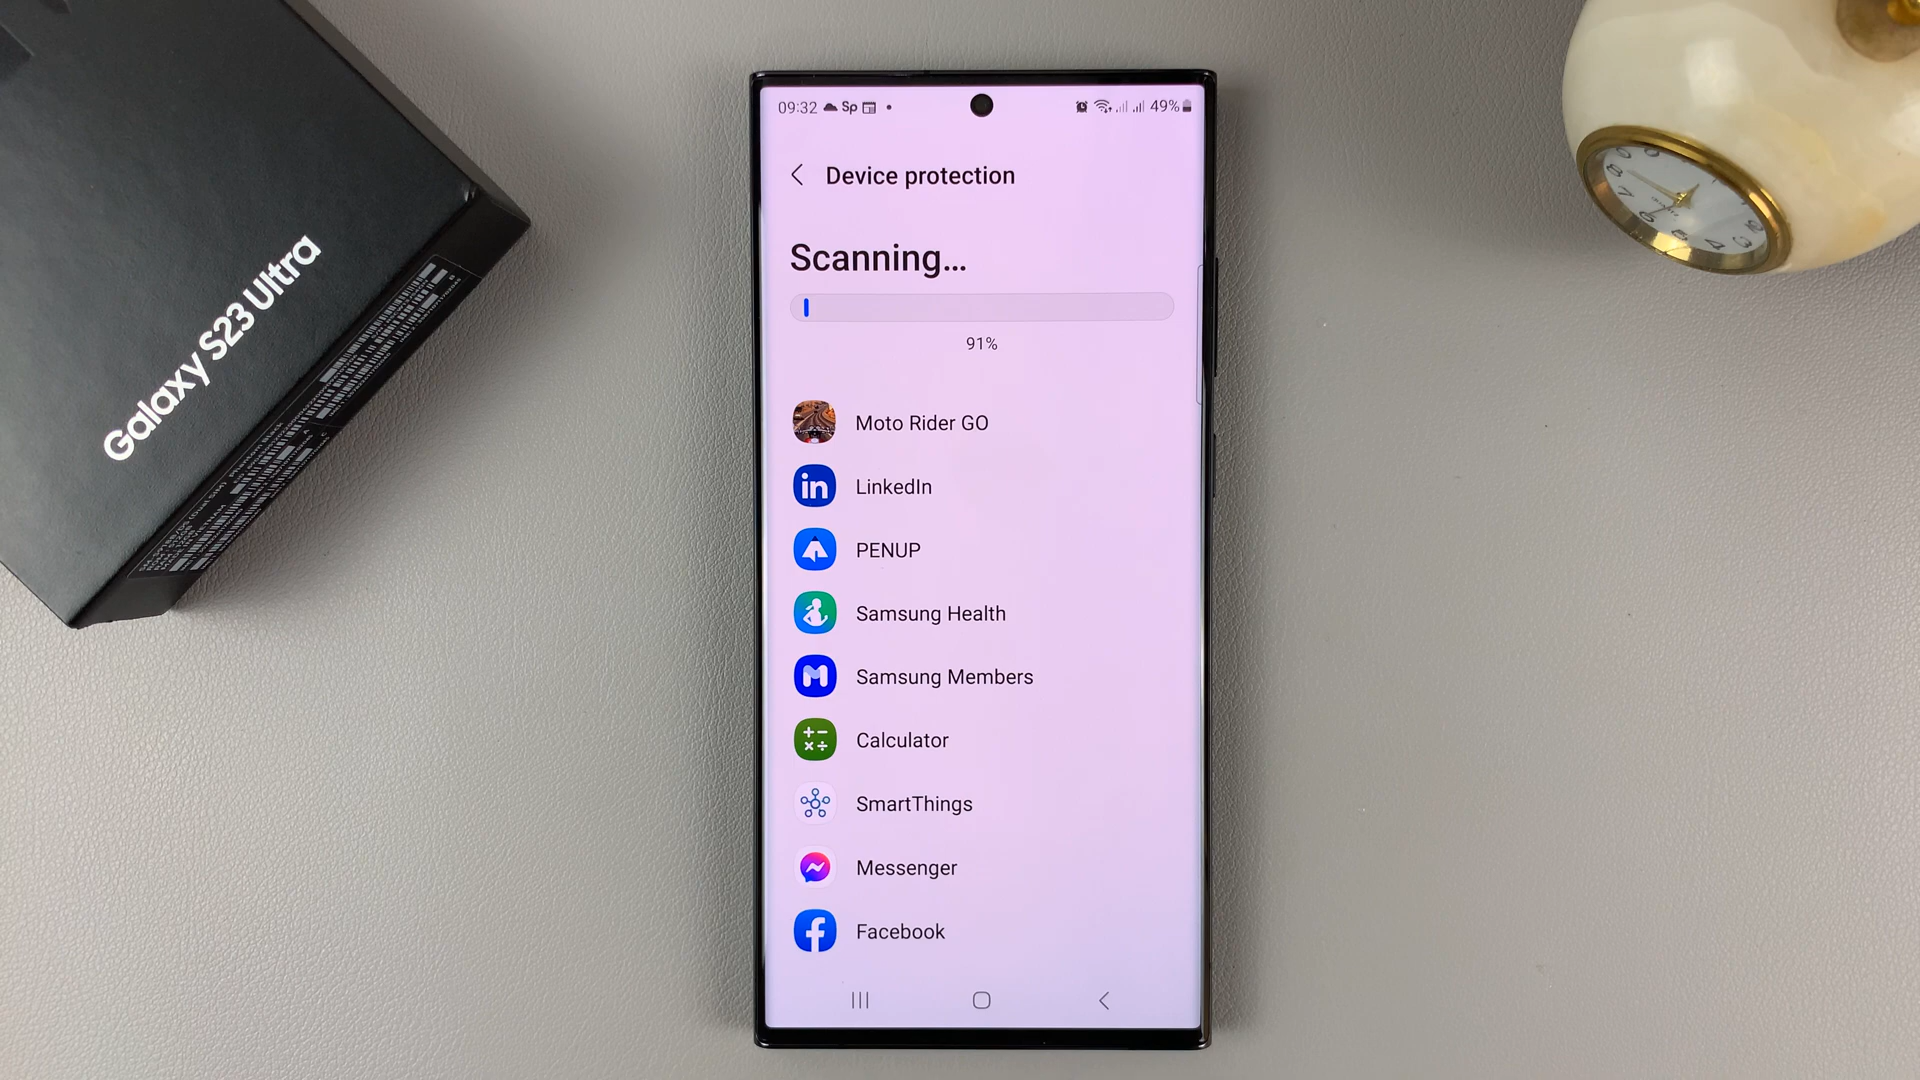 Galaxy S23 Ultra
09:32 Sp 49%
Device protection
Scanning...
91%
Moto Rider GO
in LinkedIn
PENUP
Samsung Health
Samsung Members
Calculator
SmartThings
Messenger
Facebook